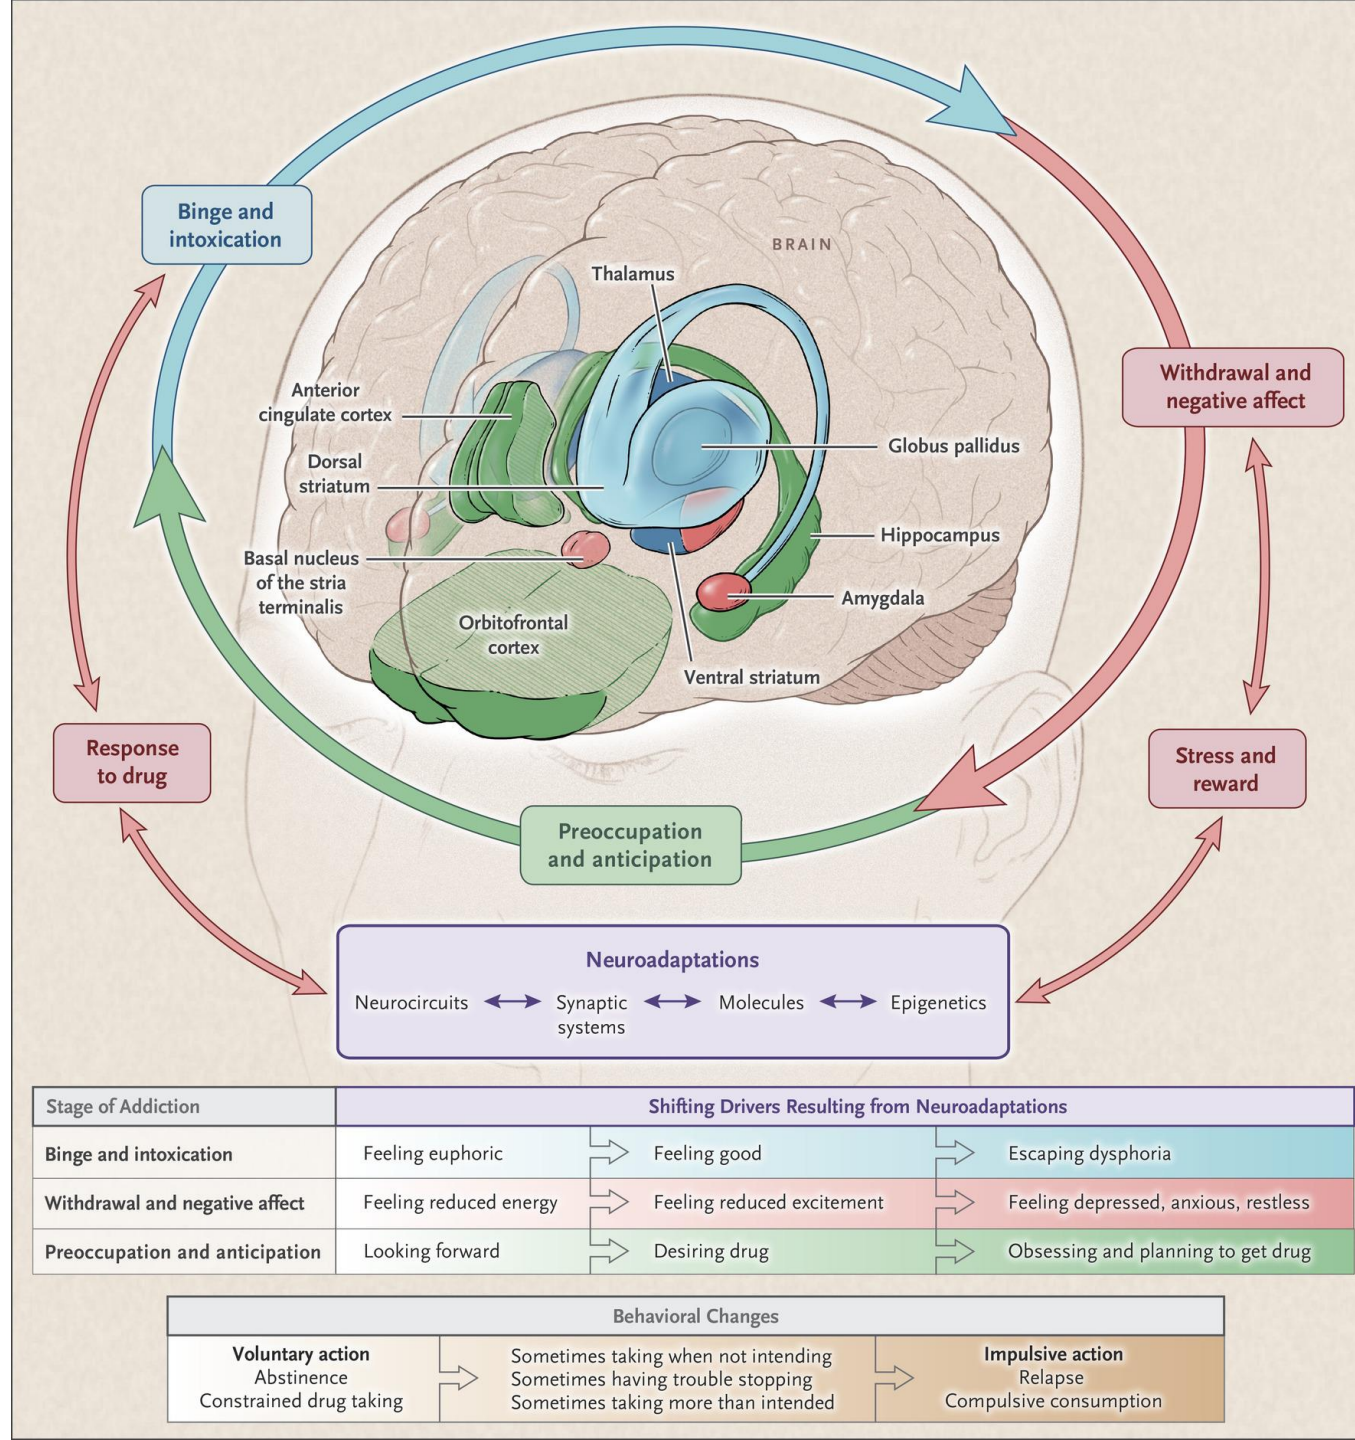 Binge and
intoxication
BRAIN
Thalamus
Withdrawal and
negative affect
Anterior
cingulate cortex
Globus pallidus
Dorsal
striatum
Hippocampus
Basal nucleus
of the stria
terminalis
Amygdala
Orbitofrontal
cortex
Ventral striatum
Response
to drug
Stress and
reward
Preoccupation
and anticipation
Neuroadaptations
Neurocircuits
Synaptic
systems
Molecules
Epigenetics
Stage of Addiction
Shifting Drivers Resulting from Neuroadaptations
Binge and intoxication
Feeling euphoric
Feeling good
Escaping dysphoria
Withdrawal and negative affect
Feeling reduced energy
Feeling reduced excitement
Feeling depressed, anxious, restless
Preoccupation and anticipation
Looking forward
Desiring drug
Obsessing and planning to get drug
Behavioral Changes
Voluntary action
Abstinence
Constrained drug taking
Sometimes taking when not intending
Sometimes having trouble stopping
Sometimes taking more than intended
Impulsive action
Relapse
Compulsive consumption